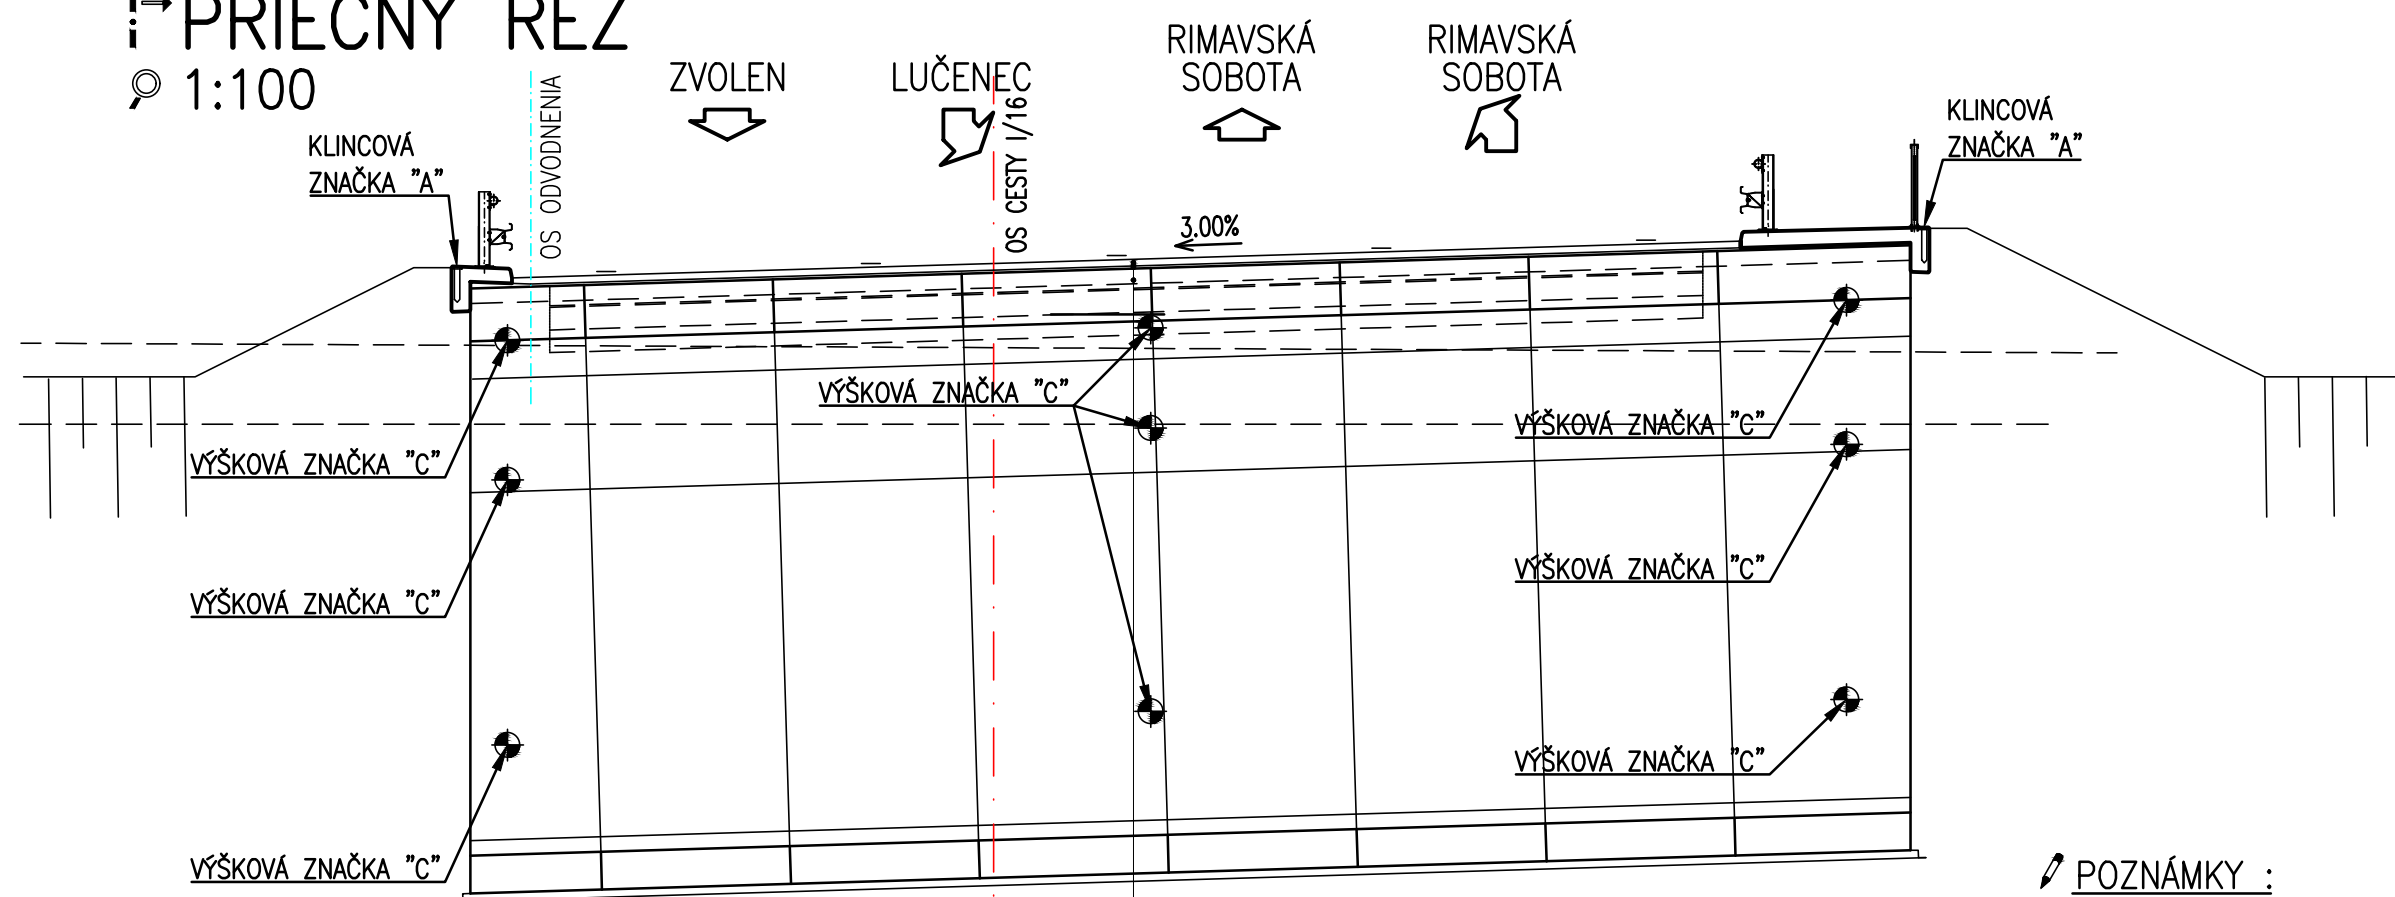 PRIEČNY REZ
1:100
KLINCOVÁ
ZNAČKA "A"
OS ODVODNENIA
ZVOLEN
LUČENEC
OS CESTY I/16
RIMAVSKÁ
SOBOTA
RIMAVSKÁ
SOBOTA
KLINCOVÁ
ZNAČKA "A"
3.00%
VÝŠKOVÁ ZNAČKA "C"
VÝŠKOVÁ ZNAČKA "C"
VÝŠKOVÁ ZNAČKA "C"
VÝŠKOVÁ ZNAČKA "C"
VÝŠKOVÁ ZNAČKA "C"
VÝŠKOVÁ ZNAČKA "C"
VÝŠKOVÁ ZNAČKA "C"
POZNÁMKY :